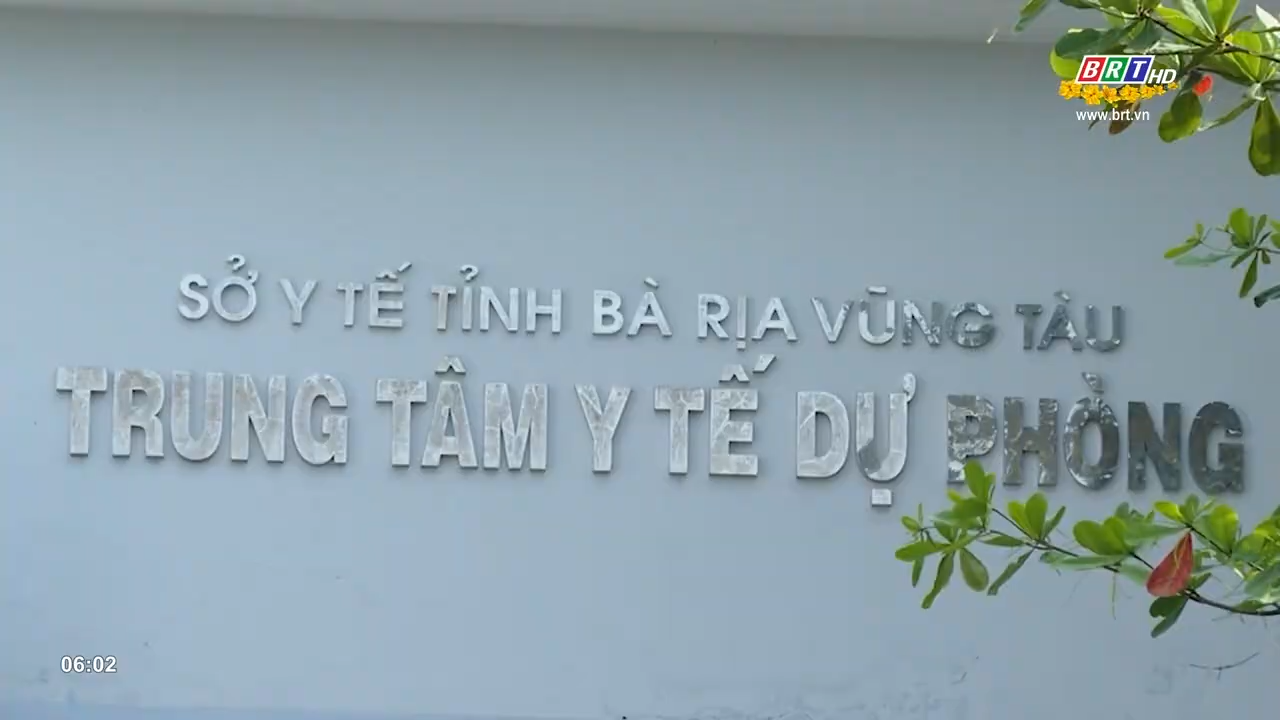 BRT HD
www.brt.vn
SỞ Y TẾ TỈNH BÀ RỊA VŨNG TÀU
TRUNG TÂM Y TẾ DỰ PHÒNG
06:02